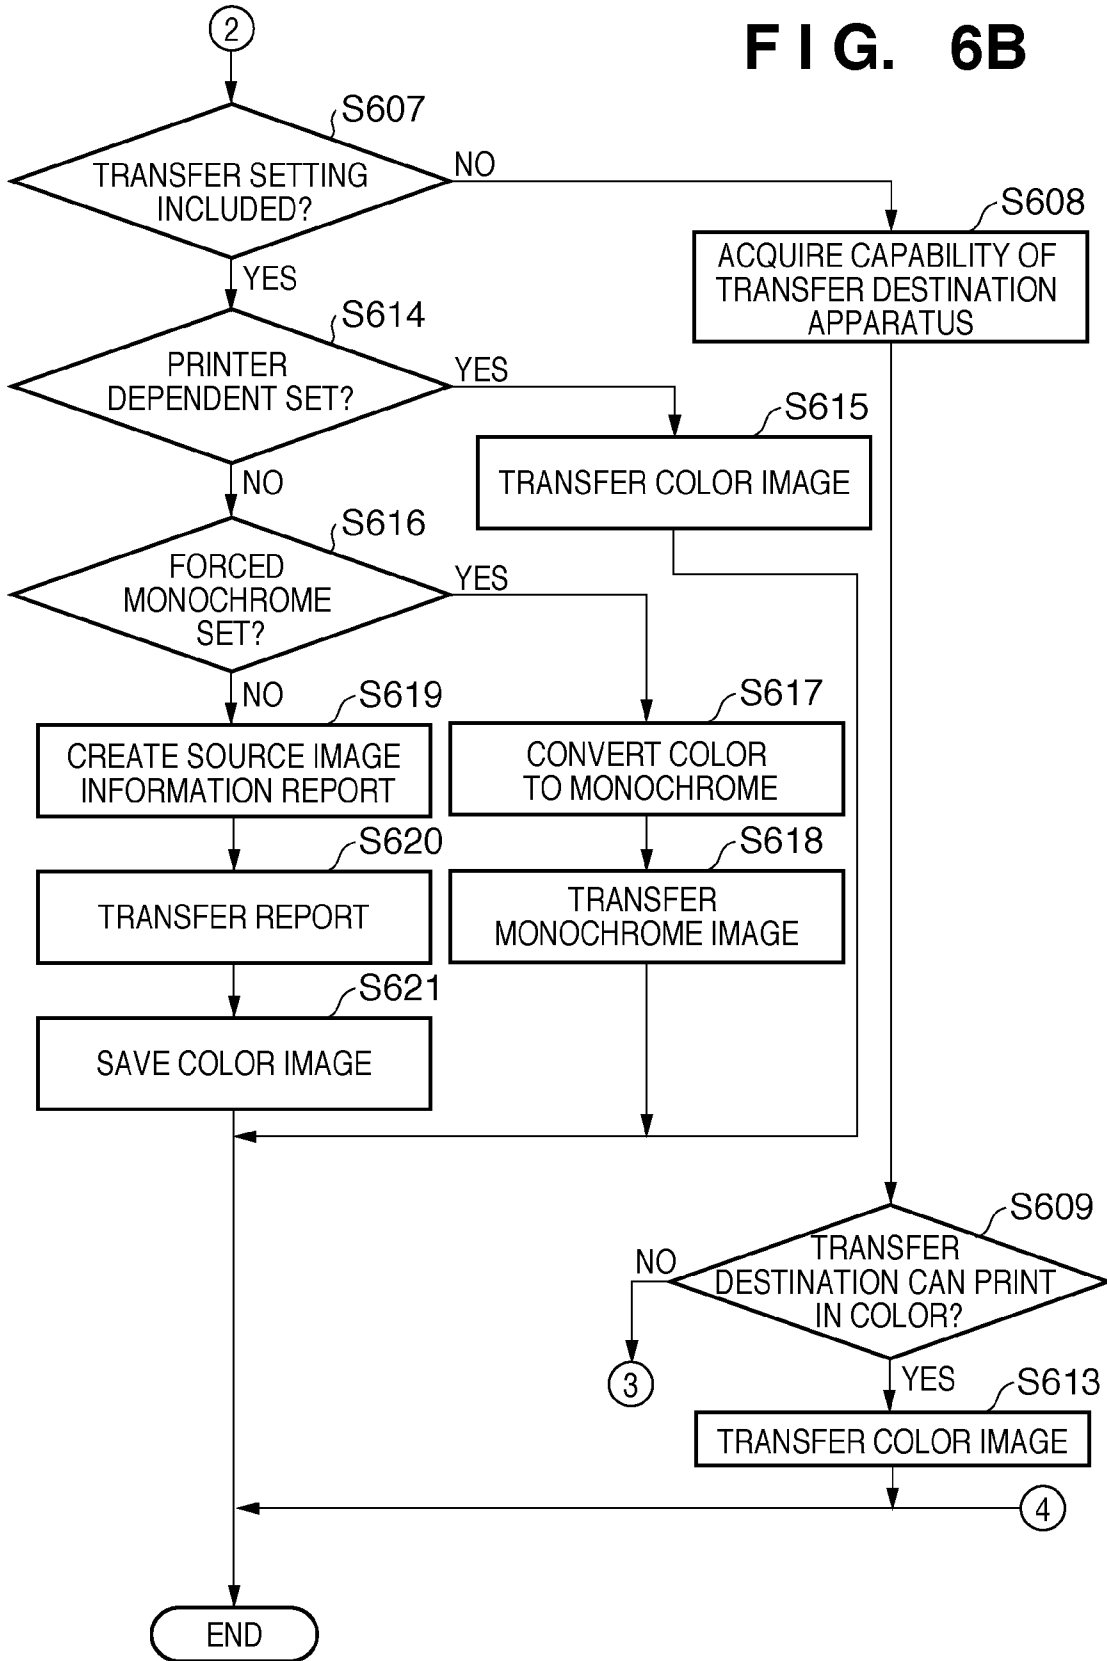 2
F I G. 6B
S607
TRANSFER SETTING
INCLUDED?
NO
YES
S608
ACQUIRE CAPABILITY OF
TRANSFER DESTINATION
APPARATUS
S614
PRINTER
DEPENDENT SET?
YES
NO
S615
TRANSFER COLOR IMAGE
S616
FORCED
MONOCHROME
SET?
YES
NO
S619
CREATE SOURCE IMAGE
INFORMATION REPORT
S617
CONVERT COLOR
TO MONOCHROME
S620
TRANSFER REPORT
S618
TRANSFER
MONOCHROME IMAGE
S621
SAVE COLOR IMAGE
S609
TRANSFER
DESTINATION CAN PRINT
IN COLOR?
NO
3
YES
S613
TRANSFER COLOR IMAGE
4
END